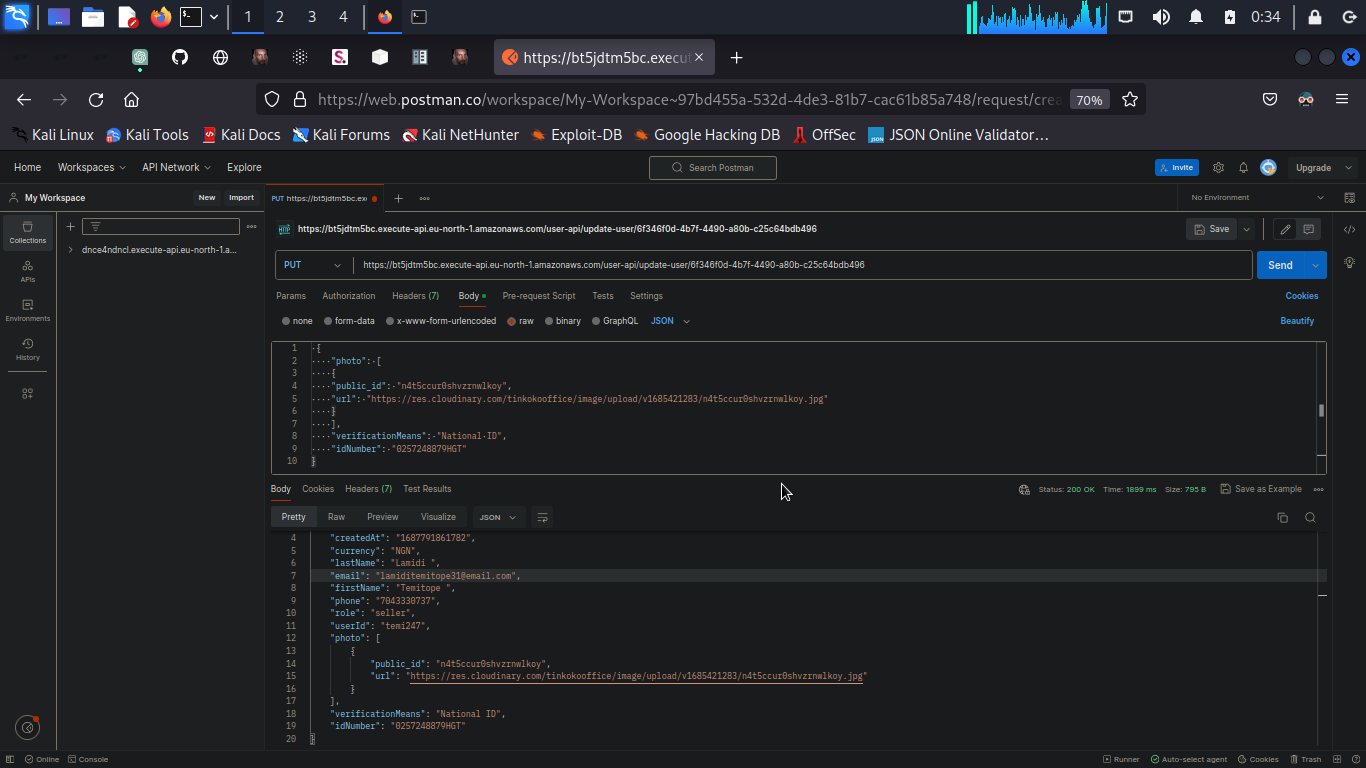 1 2 3 4 0:34
https://bt5jdtm5bc.execut
https://web.postman.co/workspace/My-Workspace~97bd455a-532d-4de3-81b7-cac61b85a748/request/crea 70%
Kali Linux Kali Tools Kali Docs Kali Forums Kali NetHunter Exploit-DB Google Hacking DB OffSec JSON Online Validator…
Home Workspaces API Network Explore Search Postman Invite Upgrade
My Workspace New Import PUT https://bt5jdtm5bc.exe No Environment
Collections
dnce4ndncl.execute-api.eu-north-1.a...
APIs
Environments
History
https://bt5jdtm5bc.execute-api.eu-north-1.amazonaws.com/user-api/update-user/6f346f0d-4b7f-4490-a80b-c25c64bdb496 Save
PUT https://bt5jdtm5bc.execute-api.eu-north-1.amazonaws.com/user-api/update-user/6f346f0d-4b7f-4490-a80b-c25c64bdb496 Send
Params Authorization Headers (7) Body Pre-request Script Tests Settings Cookies
none form-data x-www-form-urlencoded raw binary GraphQL JSON Beautify
1 {
2 "photo": [
3 {
4 "public_id": "n4t5ccur0shvzrnwlkoy",
5 "url": "https://res.cloudinary.com/tinkokooffice/image/upload/v1685421283/n4t5ccur0shvzrnwlkoy.jpg"
6 }
7 ],
8 "verificationMeans": "National ID",
9 "idNumber": "0257248879HGT"
10 }
Body Cookies Headers (7) Test Results Status: 200 OK Time: 1899 ms Size: 795 B Save as Example
Pretty Raw Preview Visualize JSON
4 "createdAt": "1687791861782",
5 "currency": "NGN",
6 "lastName": "Lamidi ",
7 "email": "lamiditemitope31@email.com",
8 "firstName": "Temitope ",
9 "phone": "7043330737",
10 "role": "seller",
11 "userId": "temi247",
12 "photo": [
13 {
14 "public_id": "n4t5ccur0shvzrnwlkoy",
15 "url": "https://res.cloudinary.com/tinkokooffice/image/upload/v1685421283/n4t5ccur0shvzrnwlkoy.jpg"
16 }
17 ],
18 "verificationMeans": "National ID",
19 "idNumber": "0257248879HGT"
20 }
Online Console Runner Auto-select agent Cookies Trash